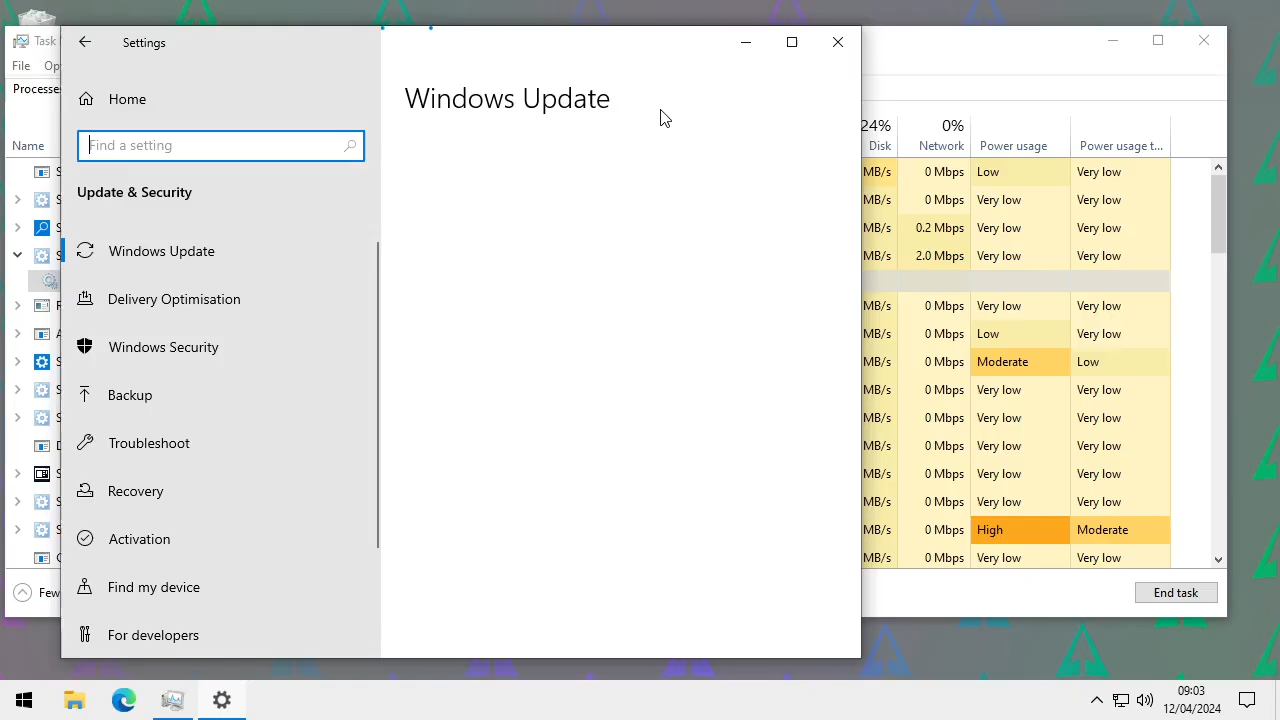 Settings
Home
Find a setting
Update & Security
Windows Update
Delivery Optimisation
Windows Security
Backup
Troubleshoot
Recovery
Activation
Find my device
For developers
Windows Update
Task
File
Processe
Name
Few
24% 0%
Disk Network Power usage Power usage t...
MB/s 0 Mbps Low Very low
MB/s 0 Mbps Very low Very low
MB/s 0.2 Mbps Very low Very low
MB/s 2.0 Mbps Very low Very low
MB/s 0 Mbps Very low Very low
MB/s 0 Mbps Low Very low
MB/s 0 Mbps Moderate Low
MB/s 0 Mbps Very low Very low
MB/s 0 Mbps Very low Very low
MB/s 0 Mbps Very low Very low
MB/s 0 Mbps Very low Very low
MB/s 0 Mbps Very low Very low
MB/s 0 Mbps High Moderate
MB/s 0 Mbps Very low Very low
End task
09:03
12/04/2024